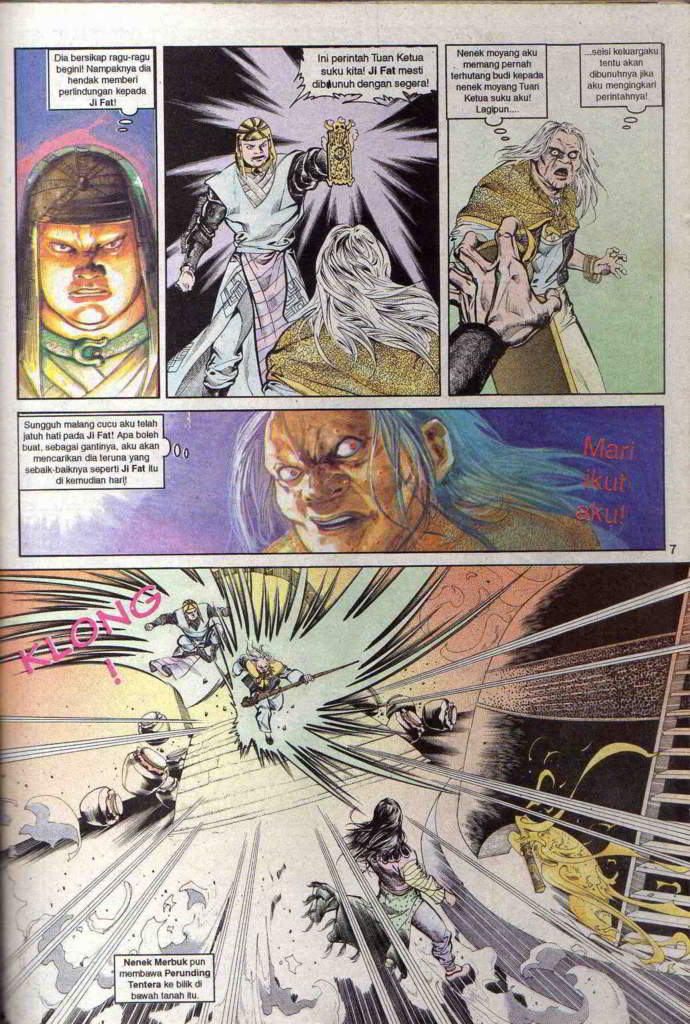 Dia bersikap ragu-ragu
begini! Nampaknya dia
hendak memberi
perlindungan kepada
Ji Fat!
Ini perintah Tuan Ketua
suku kita! Ji Fat mesti
dibunuh dengan segera!
Nenek moyang aku
memang pernah
terhutang budi kepada
nenek moyang Tuan
Ketua suku aku!
Lagipun....
...seisi keluargaku
tentu akan
dibunuhnya jika
aku mengingkari
perintahnya!
Sungguh malang cucu aku telah
jatuh hati pada Ji Fat! Apa boleh
buat, sebagai gantinya, aku akan
mencarikan dia teruna yang
sebaik-baiknya seperti Ji Fat itu
di kemudian hari!
Mari
ikut
aku!
7
KLONG
!
Nenek Merbuk pun
membawa Perunding
Tentera ke bilik di
bawah tanah itu.